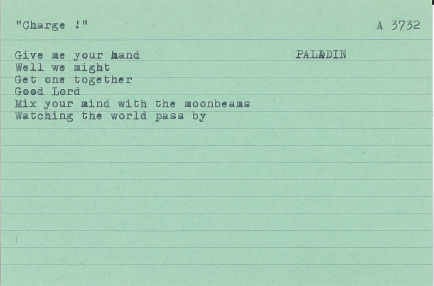 "Charge !" A 3732
Give me your hand PALADIN
Well we might
Get one together
Good Lord
Mix your mind with the moonbeams
Watching the world pass by